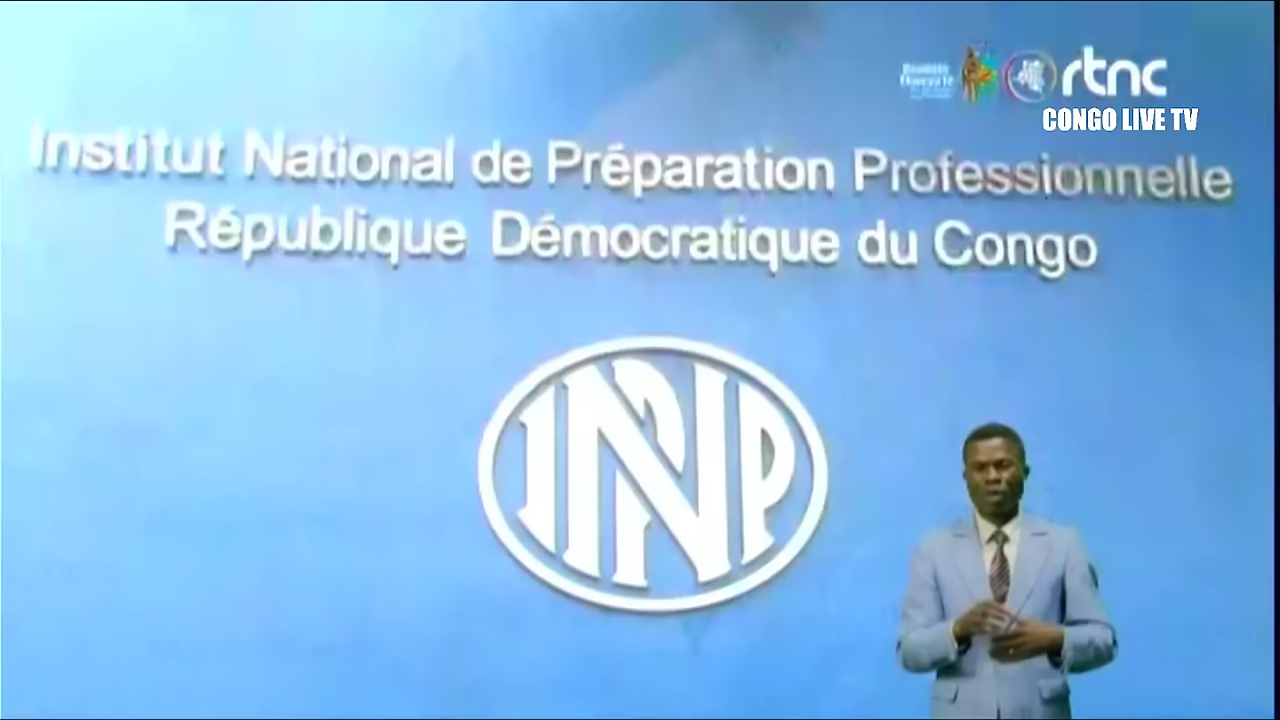 rtnc
CONGO LIVE TV
Institut National de Préparation Professionnelle
République Démocratique du Congo
INPP